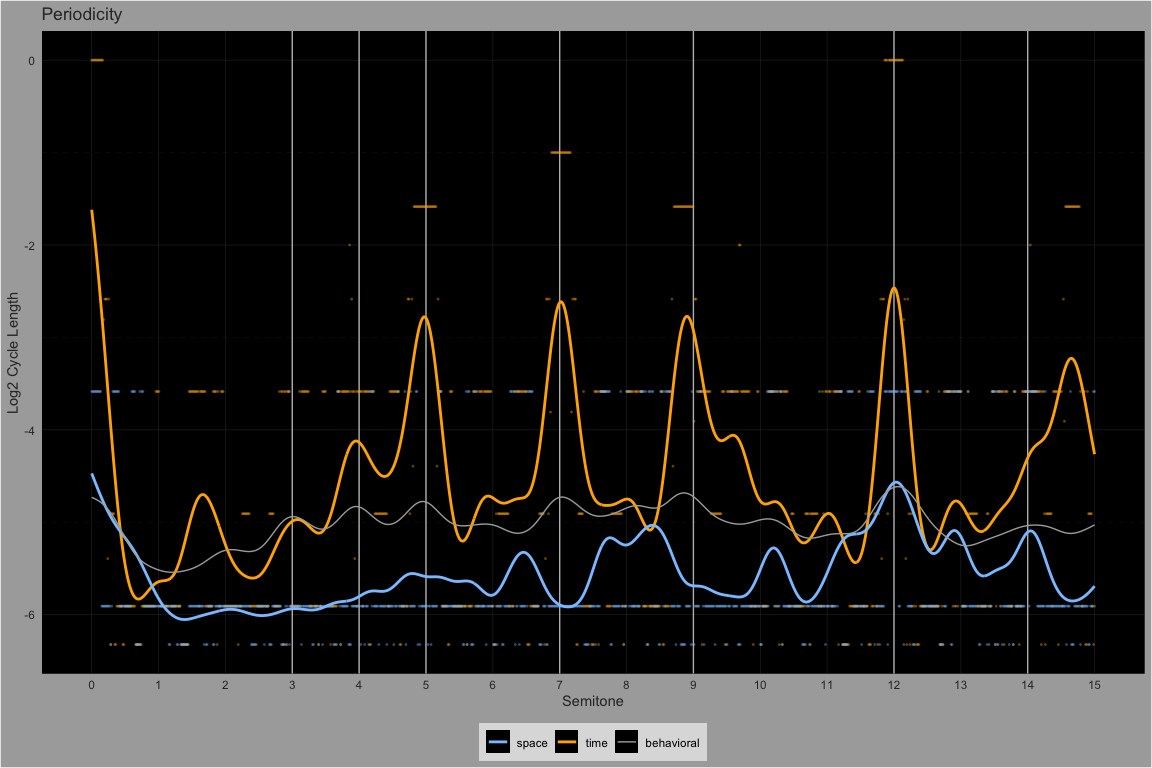 Periodicity
Log2 Cycle Length
0
-2
-4
-6
0 1 2 3 4 5 6 7 8 9 10 11 12 13 14 15
Semitone
space time behavioral